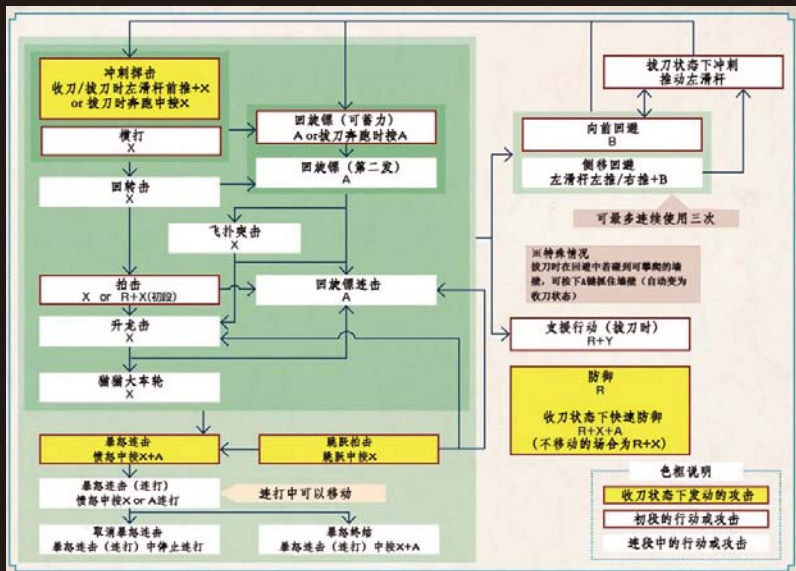 冲刺挥击
收刀/拔刀时左滑杆前推+X
or 拔刀时奔跑中按X
横打
X
回转击
X
回旋镖（可蓄力）
A or拔刀奔跑时按A
回旋镖（第二发）
A
飞扑突击
X
拍击
X or R+X(初段)
回旋镖连击
A
升龙击
X
猫猫大车轮
X
暴怒连击
愤怒中按X+A
跳跃拍击
跳跃中按X
暴怒连击（连打）
愤怒中按X or A连打
连打中可以移动
取消暴怒连击
暴怒连击（连打）中停止连打
暴怒终结
暴怒连击（连打）中按X+A
拔刀状态下冲刺
推动左滑杆
向前回避
B
侧移回避
左滑杆左推/右推+B
可最多连续使用三次
※特殊情况
拔刀时在回避中若碰到可攀爬的墙
壁，可按下A键抓住墙壁（自动变为
收刀状态）
支援行动（拔刀时）
R+Y
防御
R
收刀状态下快速防御
R+X+A
(不移动的场合为R+X)
色框说明
收刀状态下发动的攻击
初段的行动或攻击
连段中的行动或攻击